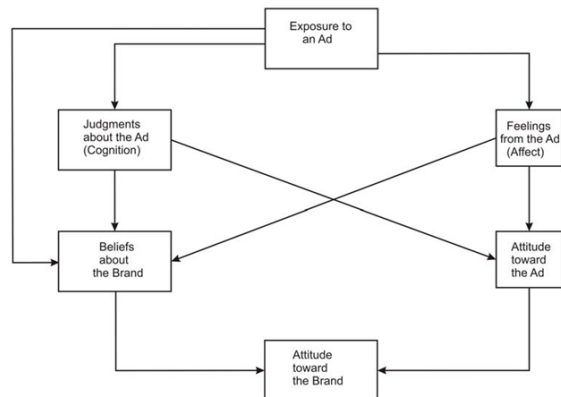 Exposure to
an Ad
Judgments
about the Ad
(Cognition)
Feelings
from the Ad
(Affect)
Beliefs
about
the Brand
Attitude
toward
the Ad
Attitude
toward
the Brand